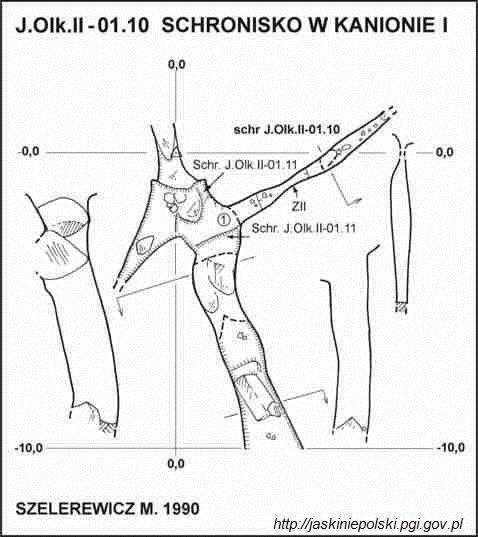 J.Olk.II - 01.10 SCHRONISKO W KANIONIE I
0,0
schr J.Olk.II-01.10
-0,0
0,0
Schr. J.Olk.II-01.11
ZII
1
Schr. J.Olk.II-01.11
-10,0
-10,0
0,0
SZELEREWICZ M. 1990
http://jaskiniepolski.pgi.gov.pl